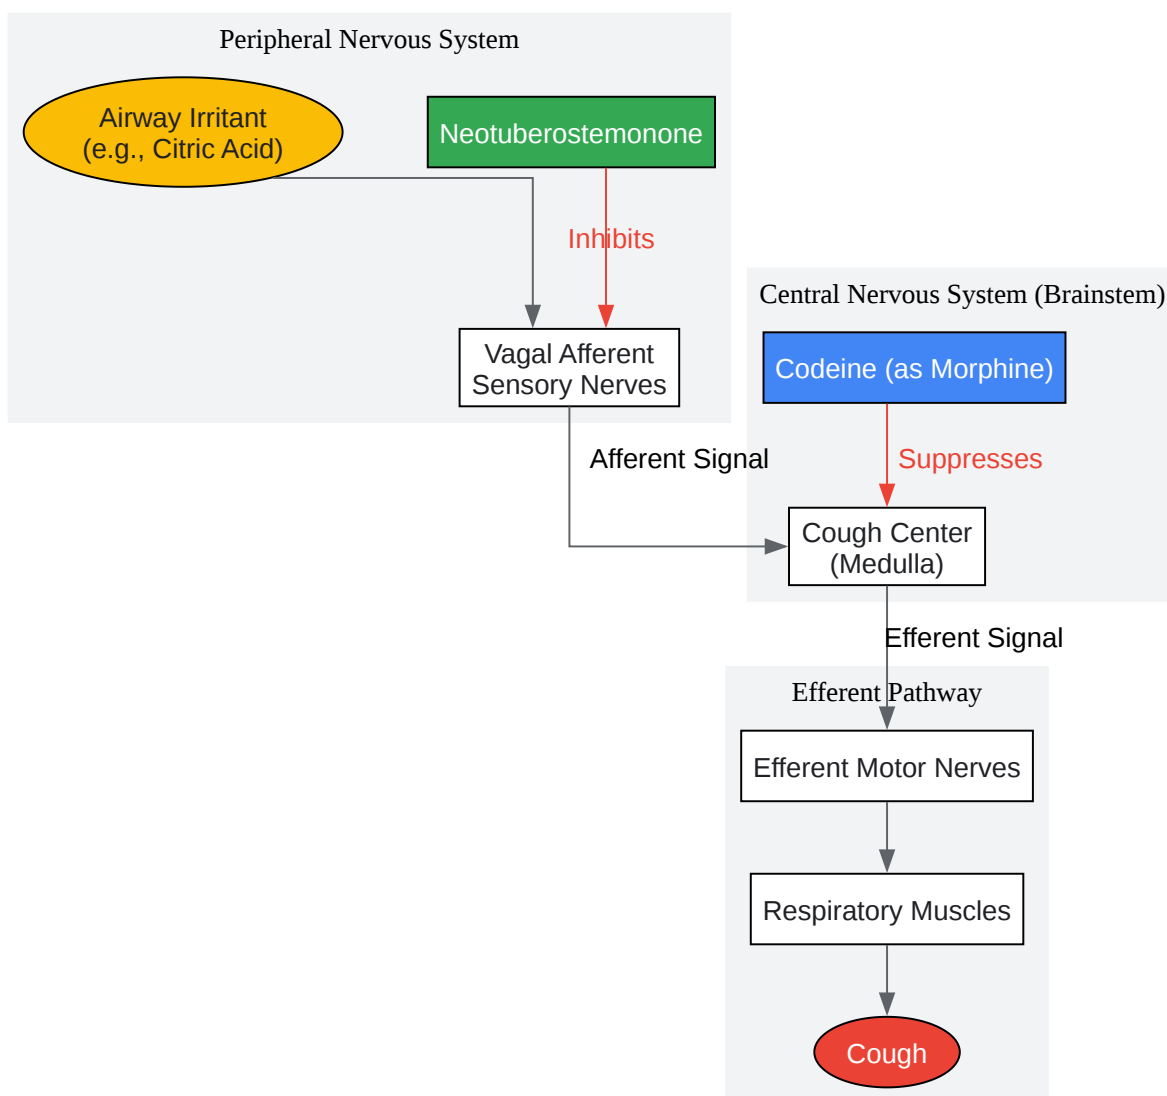 Peripheral Nervous System
Airway Irritant
(e.g., Citric Acid)
Neotuberostemonone
Inhibits
Vagal Afferent
Sensory Nerves
Central Nervous System (Brainstem)
Codeine (as Morphine)
Afferent Signal
Suppresses
Cough Center
(Medulla)
Efferent Signal
Efferent Pathway
Efferent Motor Nerves
Respiratory Muscles
Cough